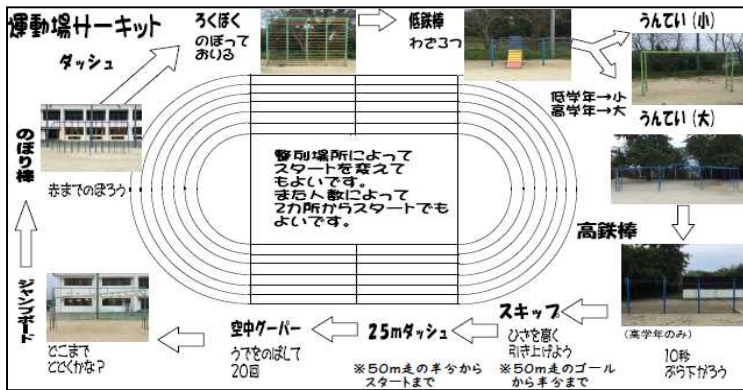 運動場サーキット
ダッシュ
ろくぼく
のぼって
おりる
低鉄棒
わざ3つ
うんてい(小)
低学年→小
高学年→大
うんてい(大)
高鉄棒
(高学年のみ)
10秒
ぶら下がろう
スキップ
ひざを高く
引き上げよう
※50m走のゴール
から半分まで
25mダッシュ
※50m走の半分から
スタートまで
空中グーパー
うでをのばして
20回
ジャンプボード
どこまで
とどくかな?
のぼり棒
赤までのぼろう
整列場所によって
スタートを変えて
もよいです。
また人数によって
2カ所からスタートでも
よいです。